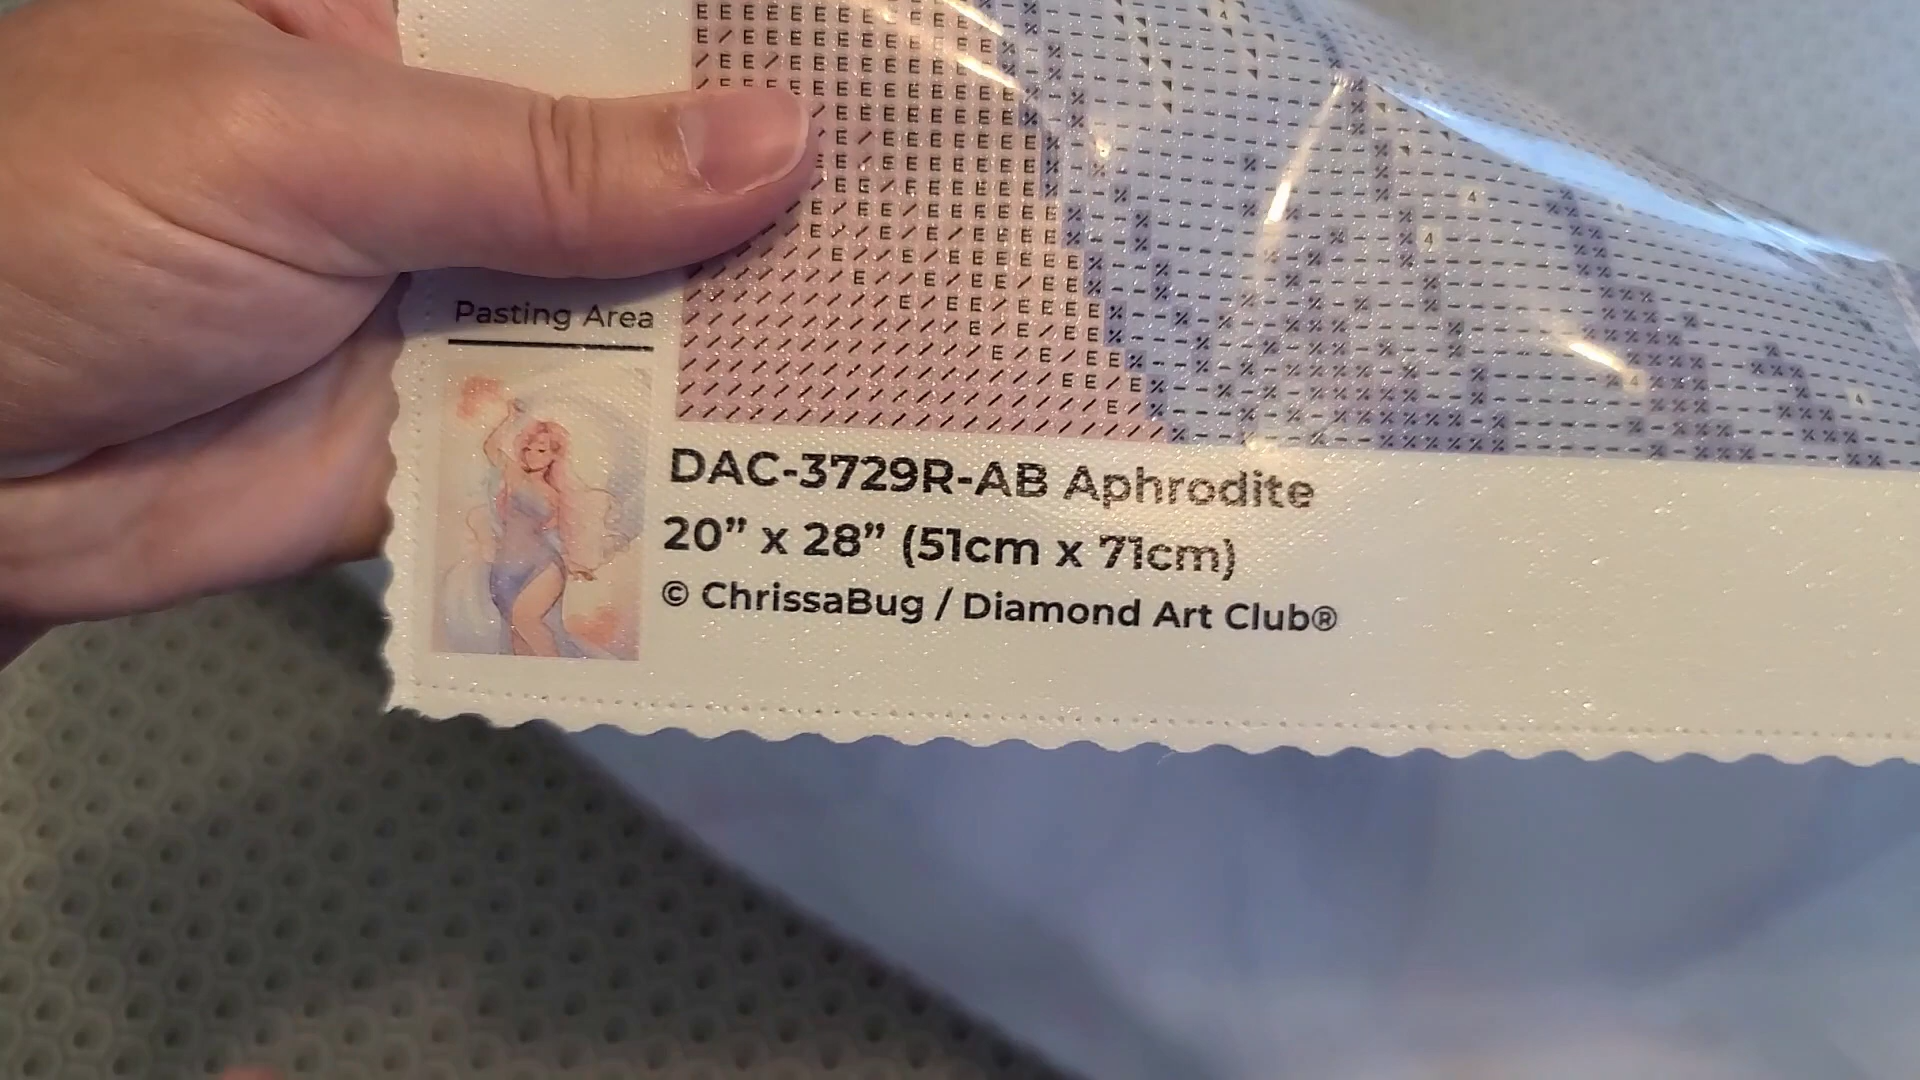 Pasting Area
DAC-3729R-AB Aphrodite
20” x 28” (51cm x 71cm)
© ChrissaBug / Diamond Art Club®